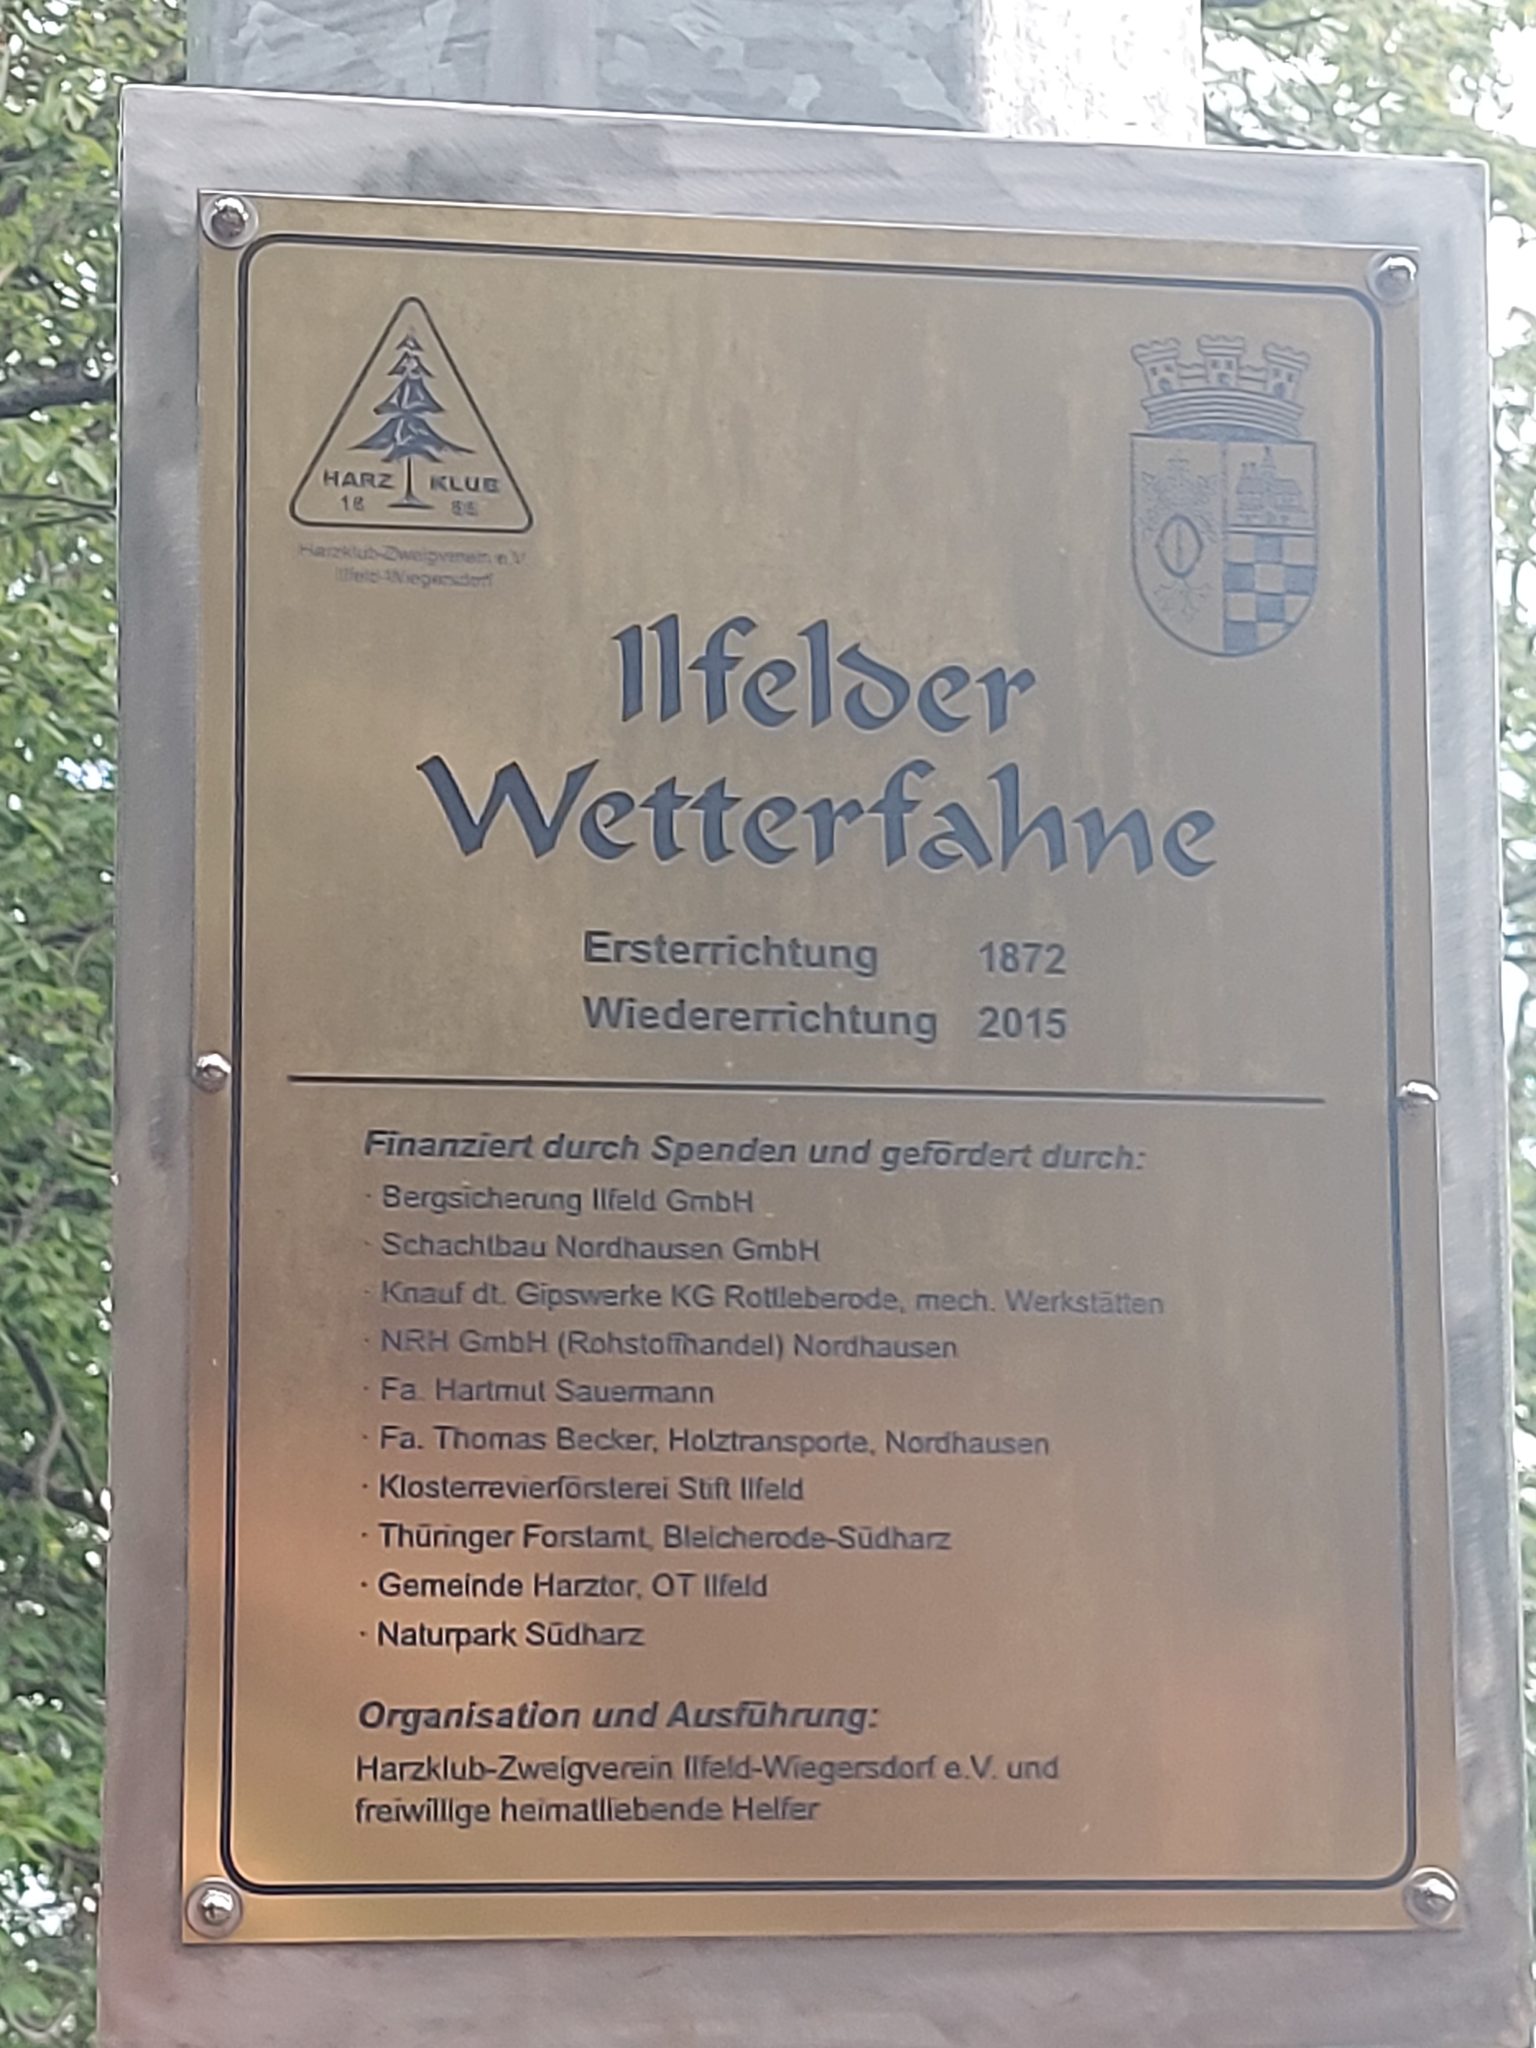 HARZ KLUB
18 86
Harzklub-Zweigverein e.V.
Ilfeld-Wiegersdorf
Ilfelder
Wetterfahne
Ersterrichtung 1872
Wiedererrichtung 2015
Finanziert durch Spenden und gefördert durch:
· Bergsicherung Ilfeld GmbH
· Schachtbau Nordhausen GmbH
· Knauf dt. Gipswerke KG Rottleberode, mech. Werkstätten
· NRH GmbH (Rohstoffhandel) Nordhausen
· Fa. Hartmut Sauermann
· Fa. Thomas Becker, Holztransporte, Nordhausen
· Klosterrevierförsterei Stift Ilfeld
· Thüringer Forstamt, Bleicherode-Südharz
· Gemeinde Harztor, OT Ilfeld
· Naturpark Südharz
Organisation und Ausführung:
Harzklub-Zweigverein Ilfeld-Wiegersdorf e.V. und
freiwillige heimatliebende Helfer